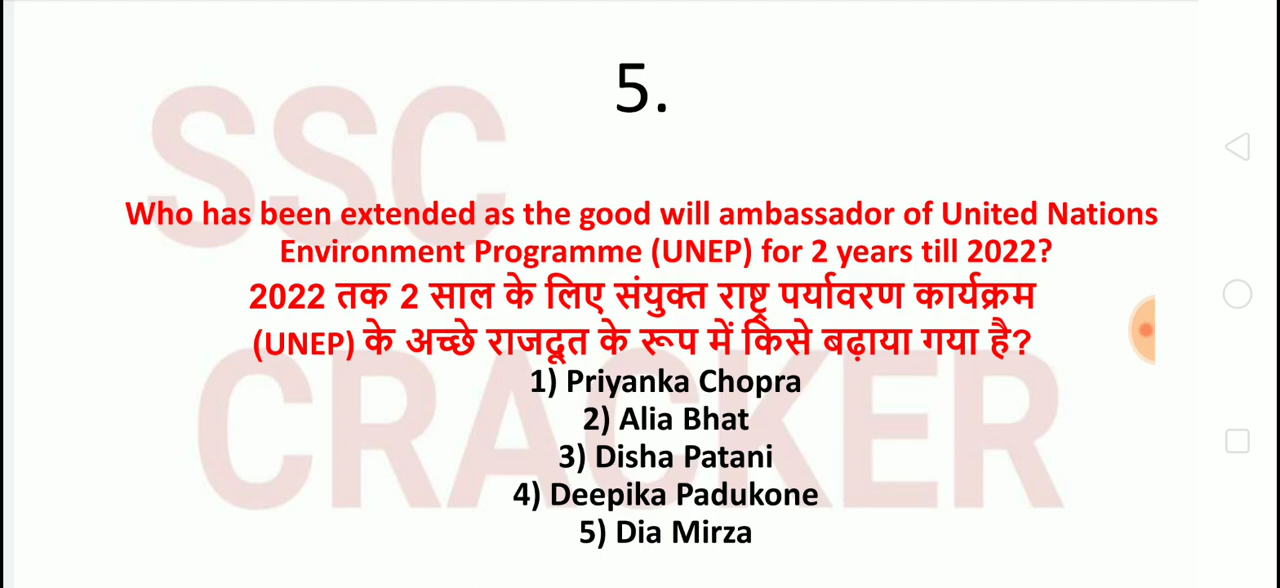 5.
SSC
Who has been extended as the good will ambassador of United Nations
Environment Programme (UNEP) for 2 years till 2022?
2022 तक 2 साल के लिए संयुक्त राष्ट्र पर्यावरण कार्यक्रम
(UNEP) के अच्छे राजदूत के रूप में किसे बढ़ाया गया है?
CRACKER
1) Priyanka Chopra
2) Alia Bhat
3) Disha Patani
4) Deepika Padukone
5) Dia Mirza